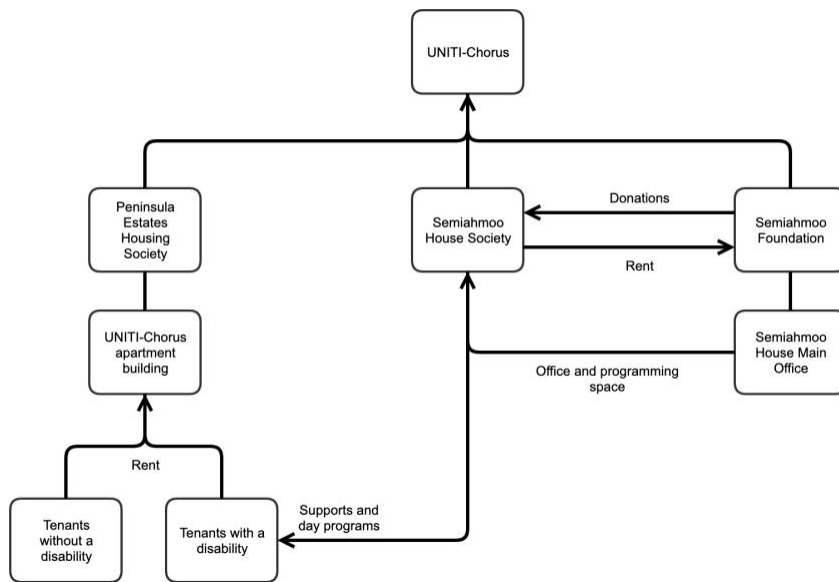 UNITI-Chorus
Peninsula
Estates
Housing
Society
Semiahmoo
House Society
Donations
Rent
Semiahmoo
Foundation
UNITI-Chorus
apartment
building
Office and programming
space
Semiahmoo
House Main
Office
Rent
Tenants
without a
disability
Tenants with a
disability
Supports and
day programs